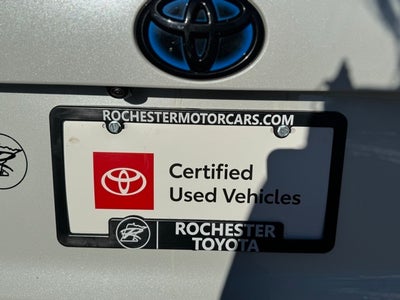 ROCHESTERMOTORCARS.COM
Certified
Used Vehicles
ROCHESTER
TOYOTA